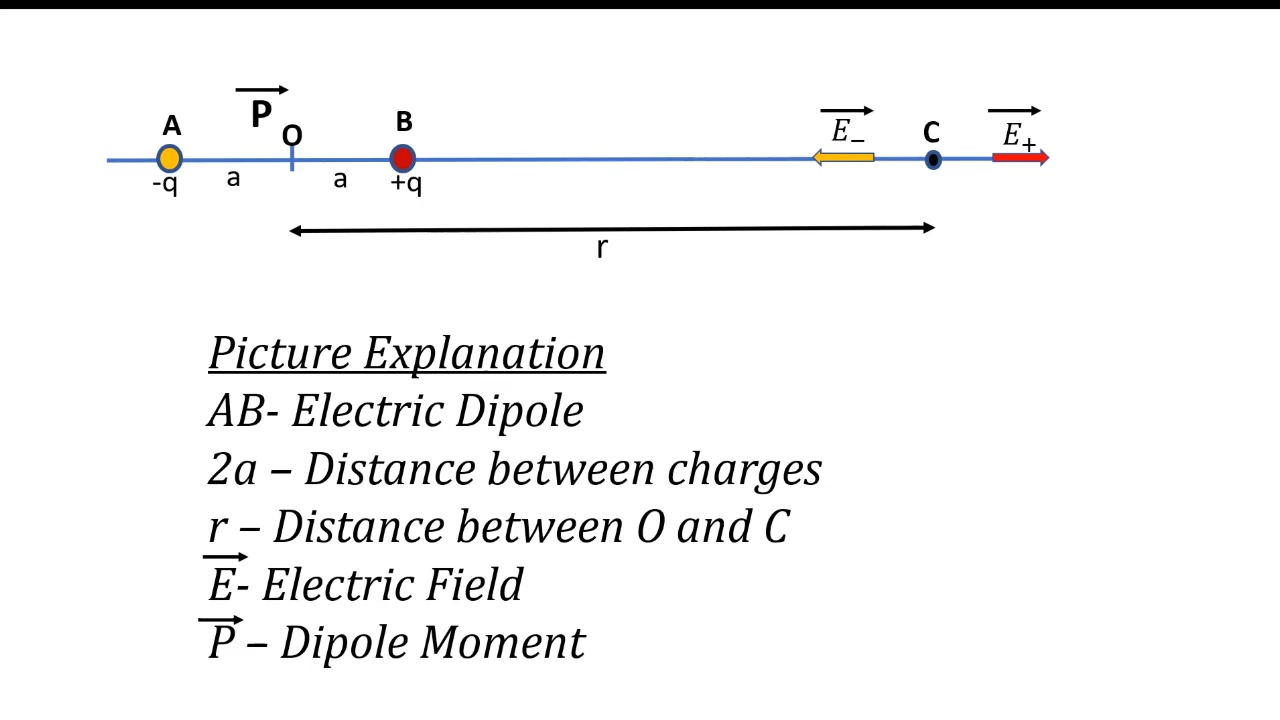 P
A O B E₋ C E₊
-q a a +q
r
Picture Explanation
AB- Electric Dipole
2a – Distance between charges
r – Distance between O and C
E- Electric Field
P – Dipole Moment